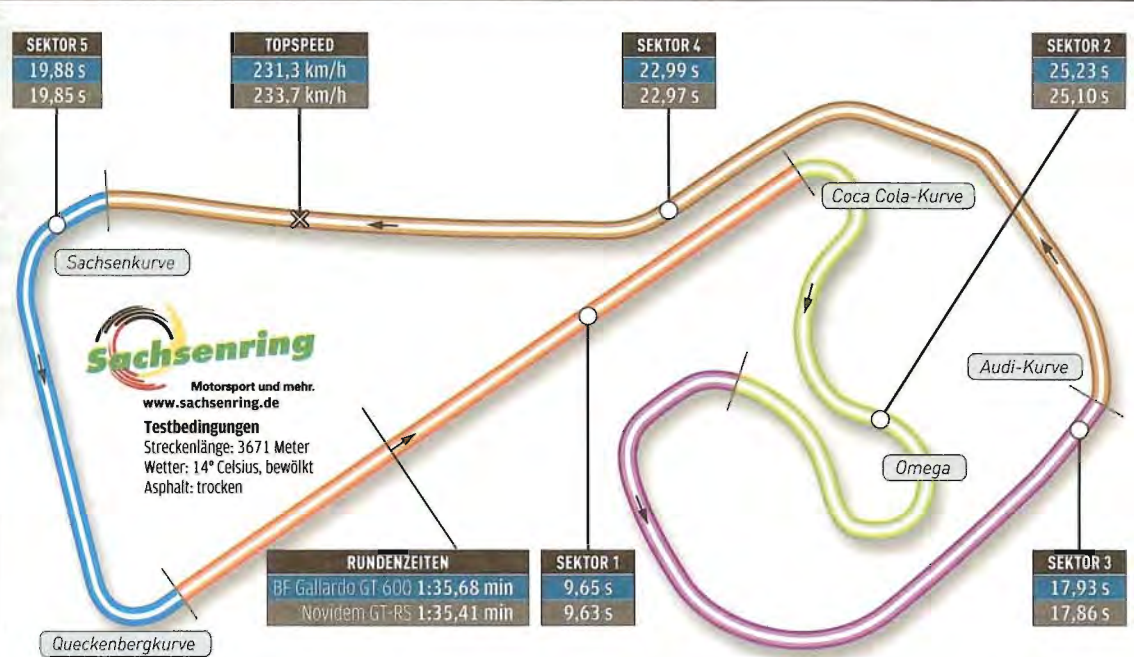 SEKTOR 5
19,88 s
19,85 s
TOPSPEED
231,3 km/h
233,7 km/h
SEKTOR 4
22,99 s
22,97 s
SEKTOR 2
25,23 s
25,10 s
Coca Cola-Kurve
Sachsenkurve
Sachsenring
Motorsport und mehr.
www.sachsenring.de
Testbedingungen
Streckenlänge: 3671 Meter
Wetter: 14° Celsius, bewölkt
Asphalt: trocken
Audi-Kurve
Omega
RUNDENZEITEN
BF Gallardo GT 600 1:35,68 min
Novidem GT-RS 1:35,41 min
SEKTOR 1
9,65 s
9,63 s
SEKTOR 3
17,93 s
17,86 s
Queckenbergkurve